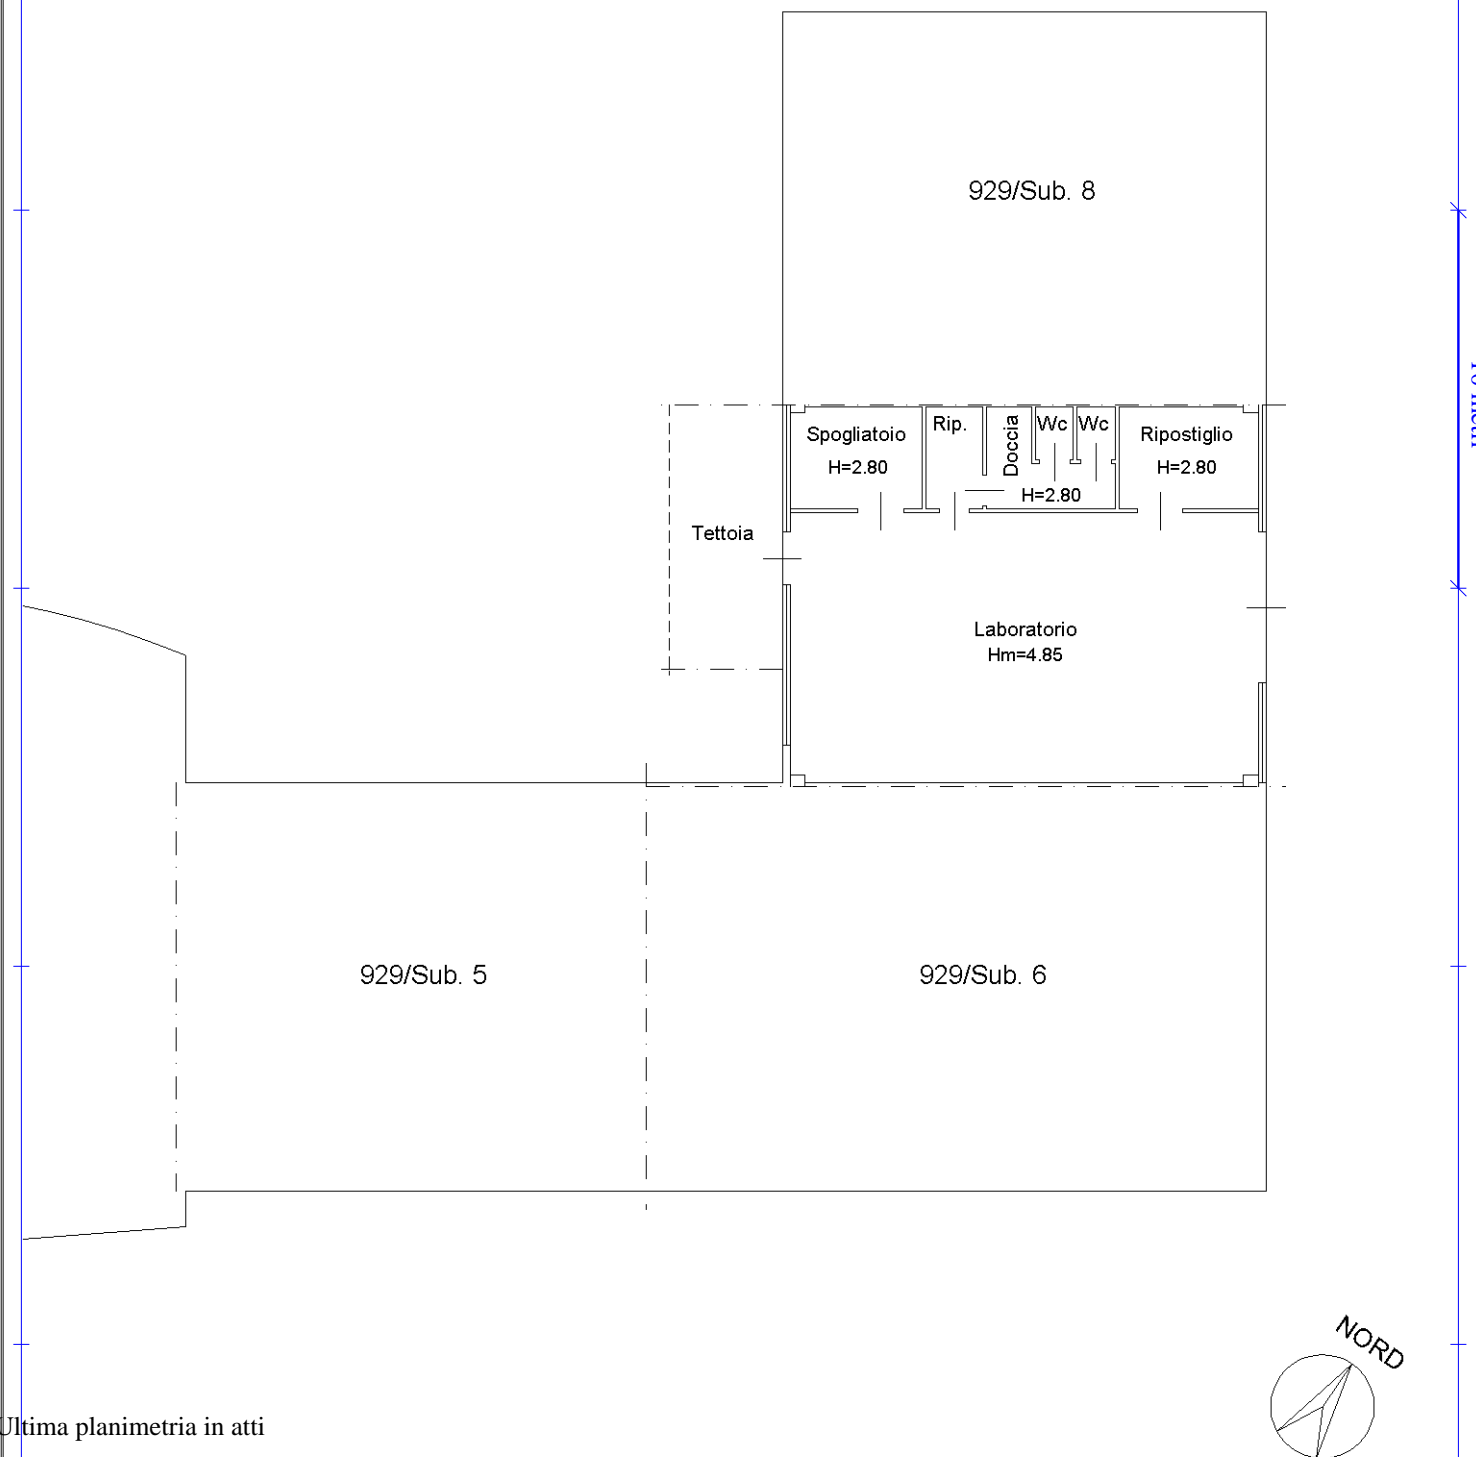 929/Sub. 8
Spogliatoio
H=2.80
Rip.
Doccia
Wc
Wc
H=2.80
Ripostiglio
H=2.80
Tettoia
Laboratorio
Hm=4.85
929/Sub. 5
929/Sub. 6
NORD
Ultima planimetria in atti